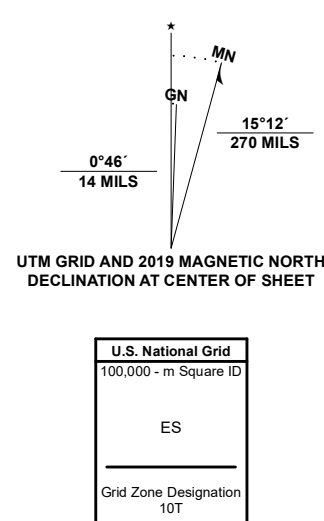 MN
GN
15°12´
270 MILS
0°46´
14 MILS
UTM GRID AND 2019 MAGNETIC NORTH
DECLINATION AT CENTER OF SHEET
U.S. National Grid
100,000 - m Square ID
ES
Grid Zone Designation
10T